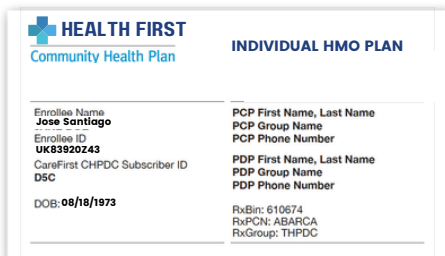 HEALTH FIRST
Community Health Plan
INDIVIDUAL HMO PLAN
Enrollee Name
Jose Santiago
Enrollee ID
UK83920Z43
CareFirst CHPDC Subscriber ID
D5C
DOB: 08/18/1973
PCP First Name, Last Name
PCP Group Name
PCP Phone Number
PDP First Name, Last Name
PDP Group Name
PDP Phone Number
RxBin: 610674
RxPCN: ABARCA
RxGroup: THPDC